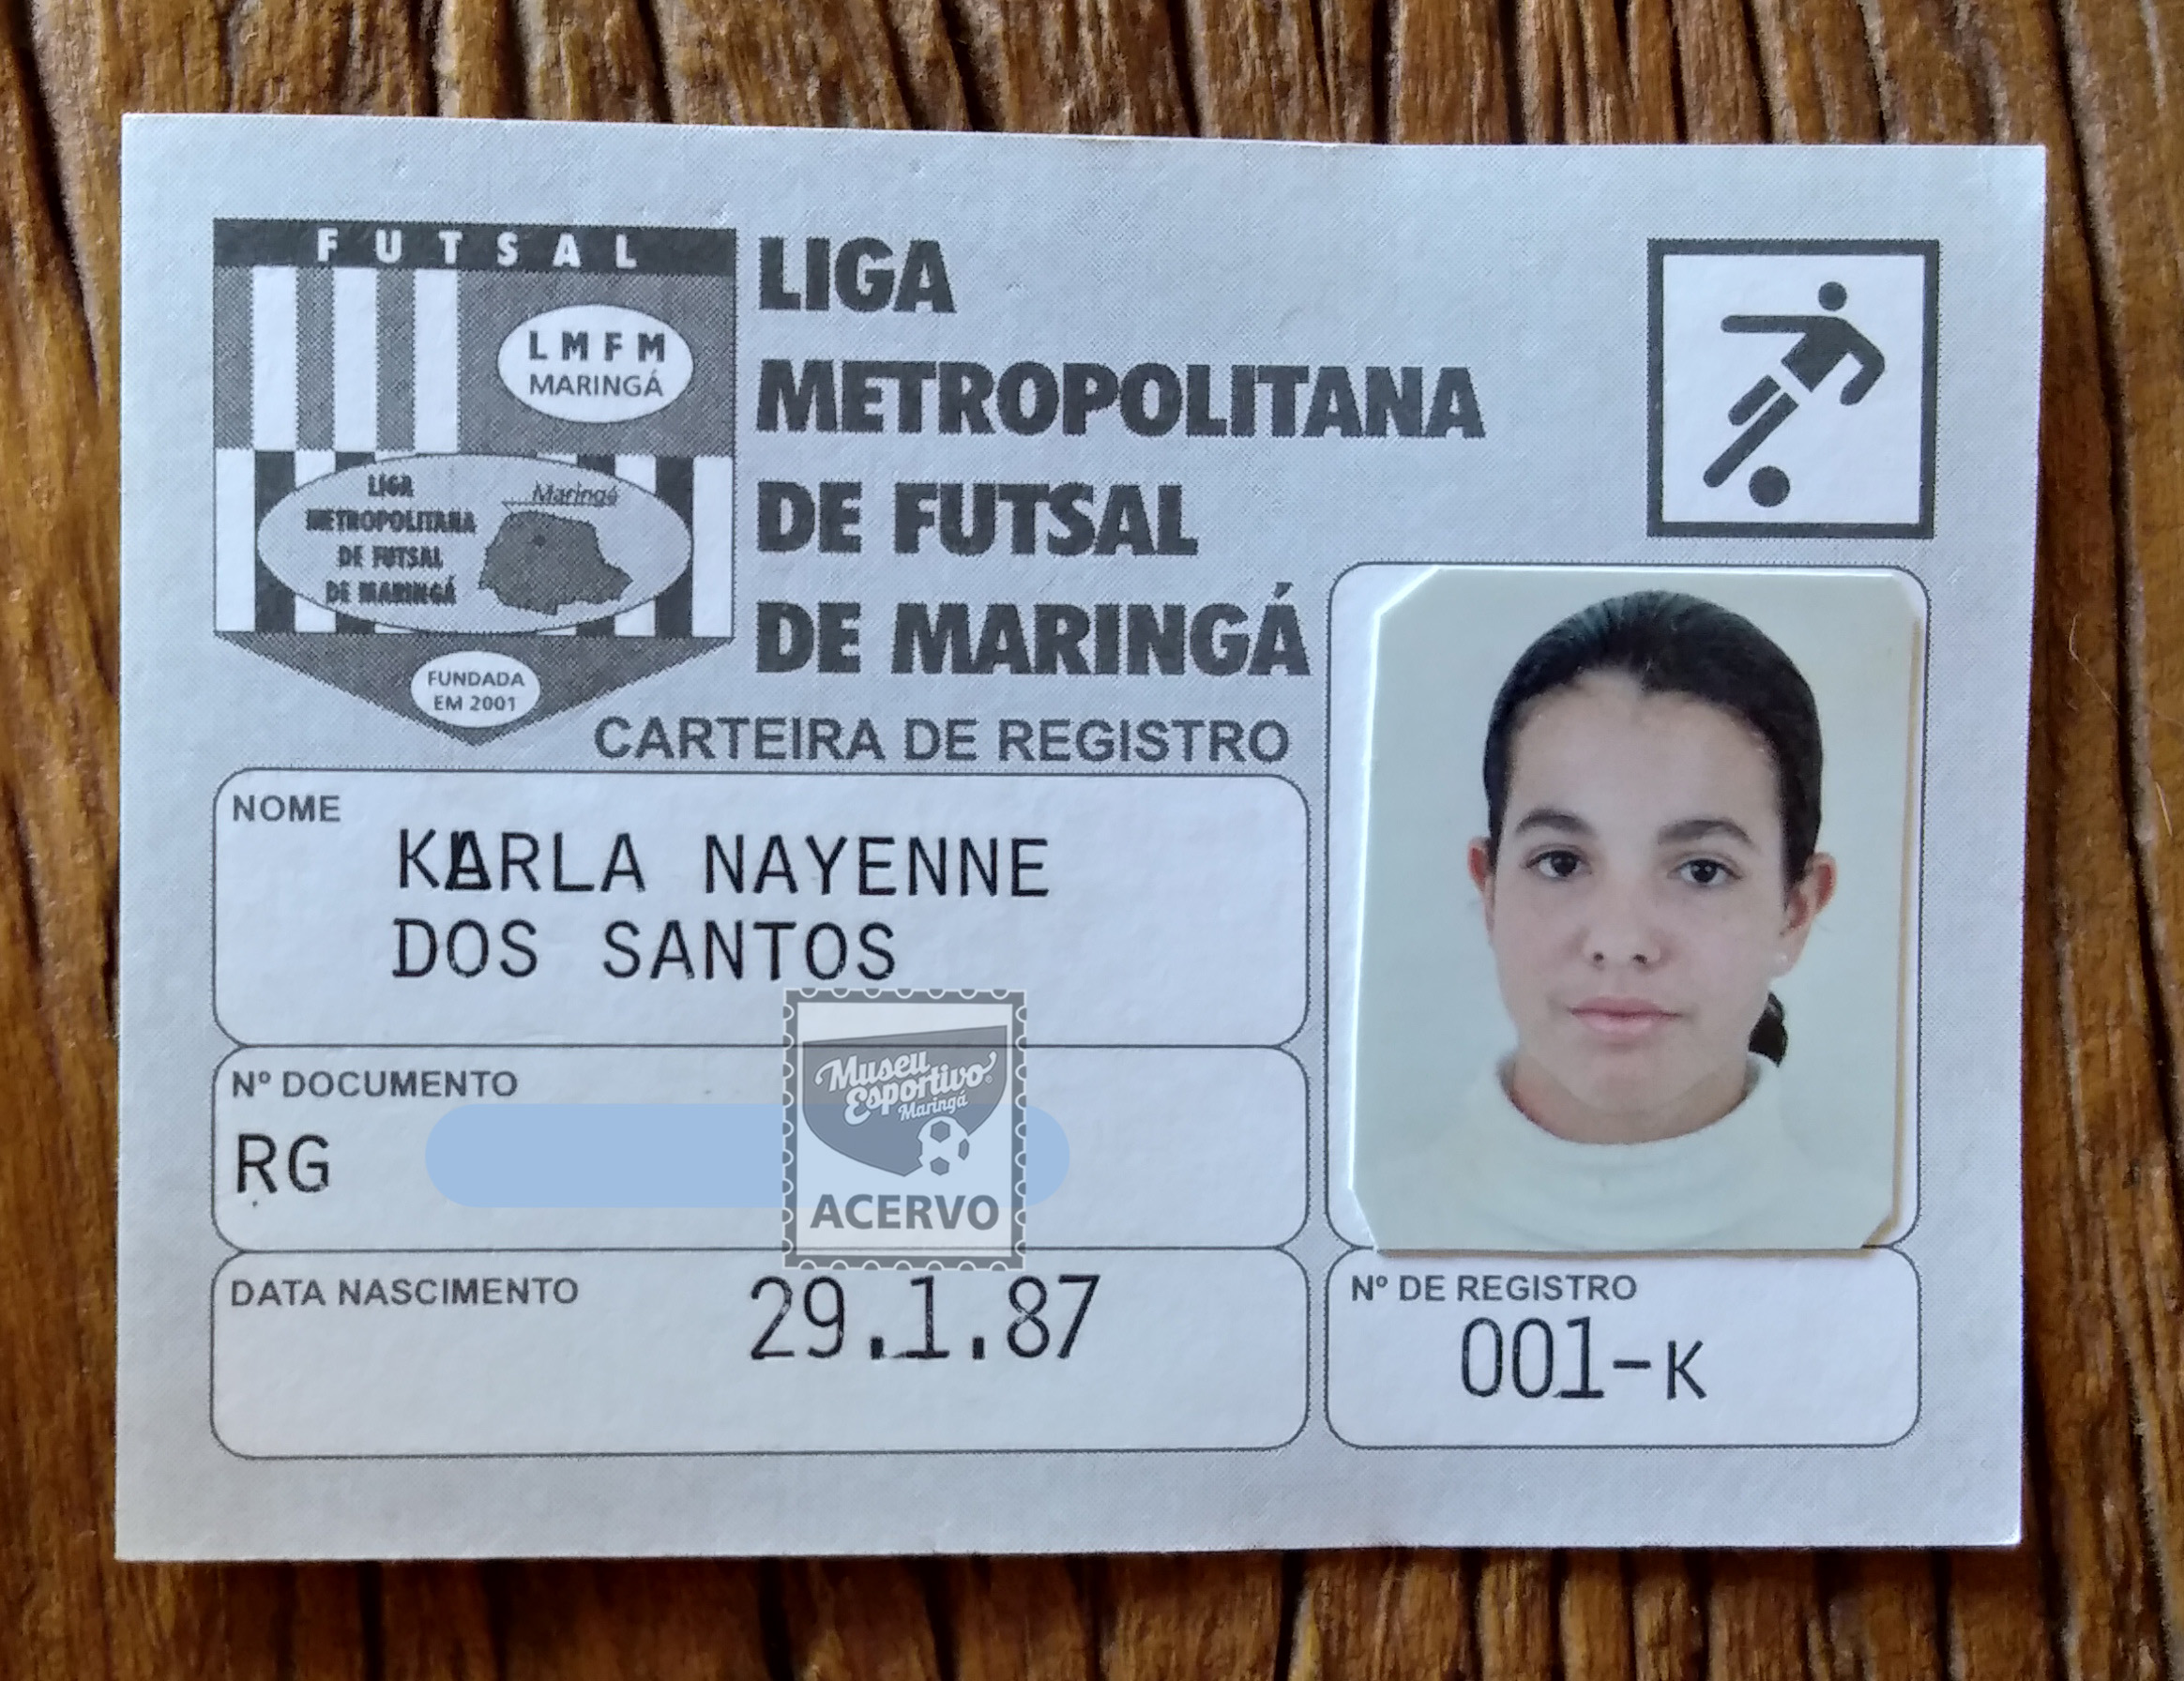 FUTSAL
LMFM
MARINGÁ
LIGA
METROPOLITANA
DE FUTSAL
DE MARINGÁ
Maringá
FUNDADA
EM 2001
LIGA
METROPOLITANA
DE FUTSAL
DE MARINGÁ
CARTEIRA DE REGISTRO
NOME
KARLA NAYENNE
DOS SANTOS
Nº DOCUMENTO
RG
Museu
Esportivo
Maringá
ACERVO
DATA NASCIMENTO
29.1.87
Nº DE REGISTRO
001-K